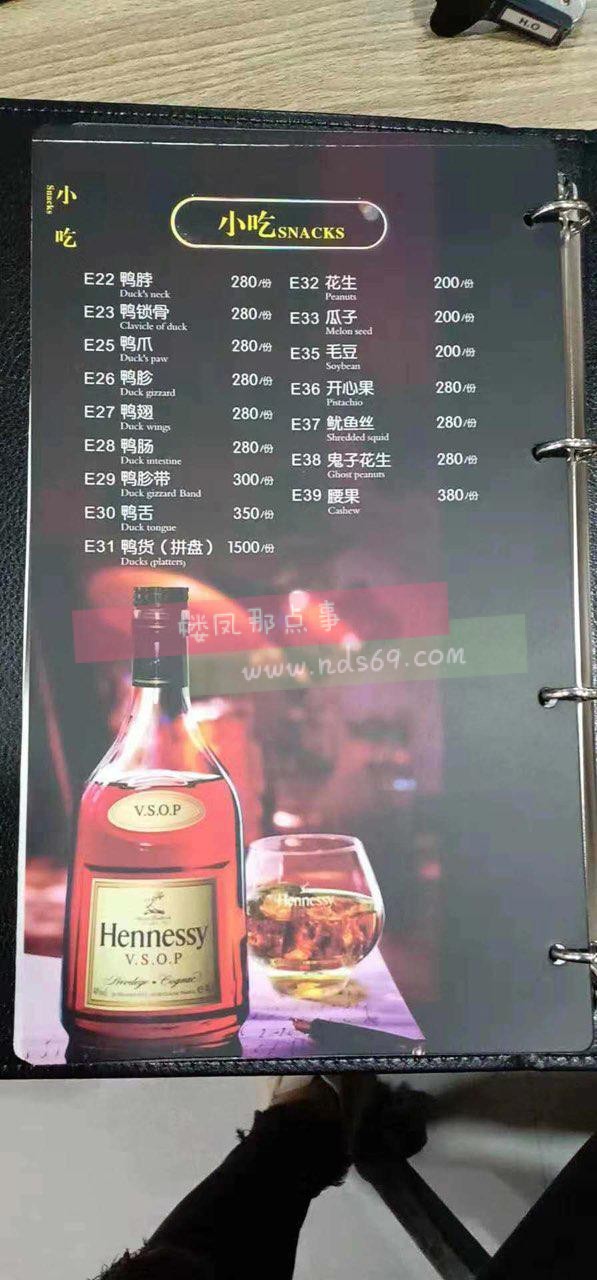 H.O
小吃
Snacks
小吃SNACKS
E22 鸭脖 280/份
Duck's neck
E23 鸭锁骨 280/份
Clavicle of duck
E25 鸭爪 280/份
Duck's paw
E26 鸭胗 280/份
Duck gizzard
E27 鸭翅 280/份
Duck wings
E28 鸭肠 280/份
Duck intestine
E29 鸭胗带 300/份
Duck gizzard Band
E30 鸭舌 350/份
Duck tongue
E31 鸭货（拼盘） 1500/份
Ducks (platters)
E32 花生 200/份
Peanuts
E33 瓜子 200/份
Melon seed
E35 毛豆 200/份
Soybean
E36 开心果 280/份
Pistachio
E37 鱿鱼丝 280/份
Shredded squid
E38 鬼子花生 280/份
Ghost peanuts
E39 腰果 380/份
Cashew
楼凤那点事
www.nds69.com
V.S.O.P
Hennessy
V.S.O.P
Privilège • Cognac
Hennessy